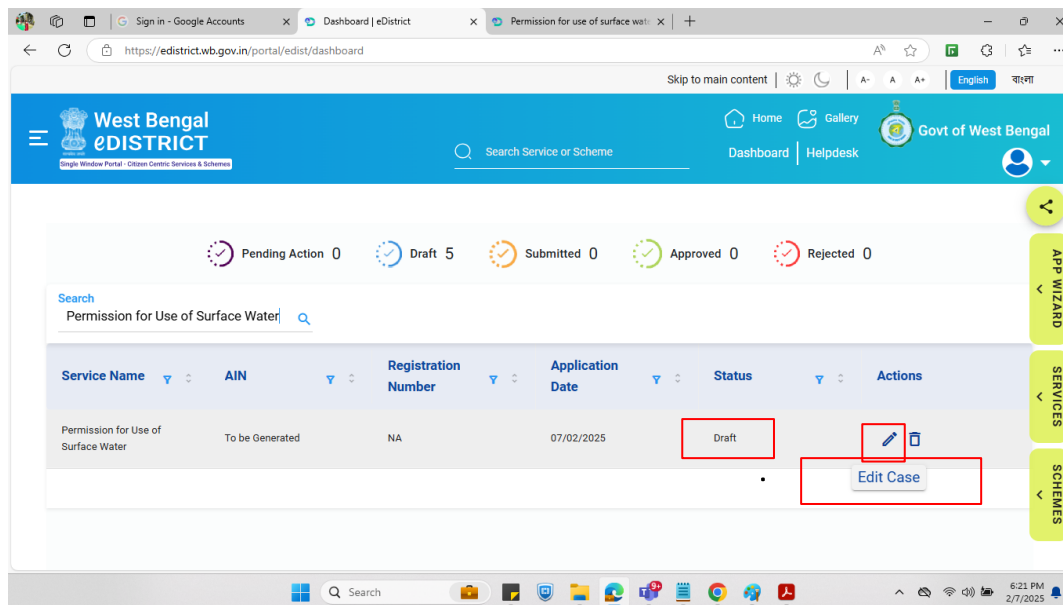 Sign in - Google Accounts
Dashboard | eDistrict
Permission for use of surface wate
https://edistrict.wb.gov.in/portal/edist/dashboard
Skip to main content
A-
A
A+
English
বাংলা
West Bengal
eDISTRICT
Single Window Portal - Citizen Centric Services & Schemes
Search Service or Scheme
Home
Gallery
Dashboard
Helpdesk
Govt of West Bengal
Pending Action 0
Draft 5
Submitted 0
Approved 0
Rejected 0
APP WIZARD
Search
Permission for Use of Surface Water
Service Name
AIN
Registration
Number
Application
Date
Status
Actions
SERVICES
Permission for Use of
Surface Water
To be Generated
NA
07/02/2025
Draft
Edit Case
SCHEMES
Search
9+
6:21 PM
2/7/2025